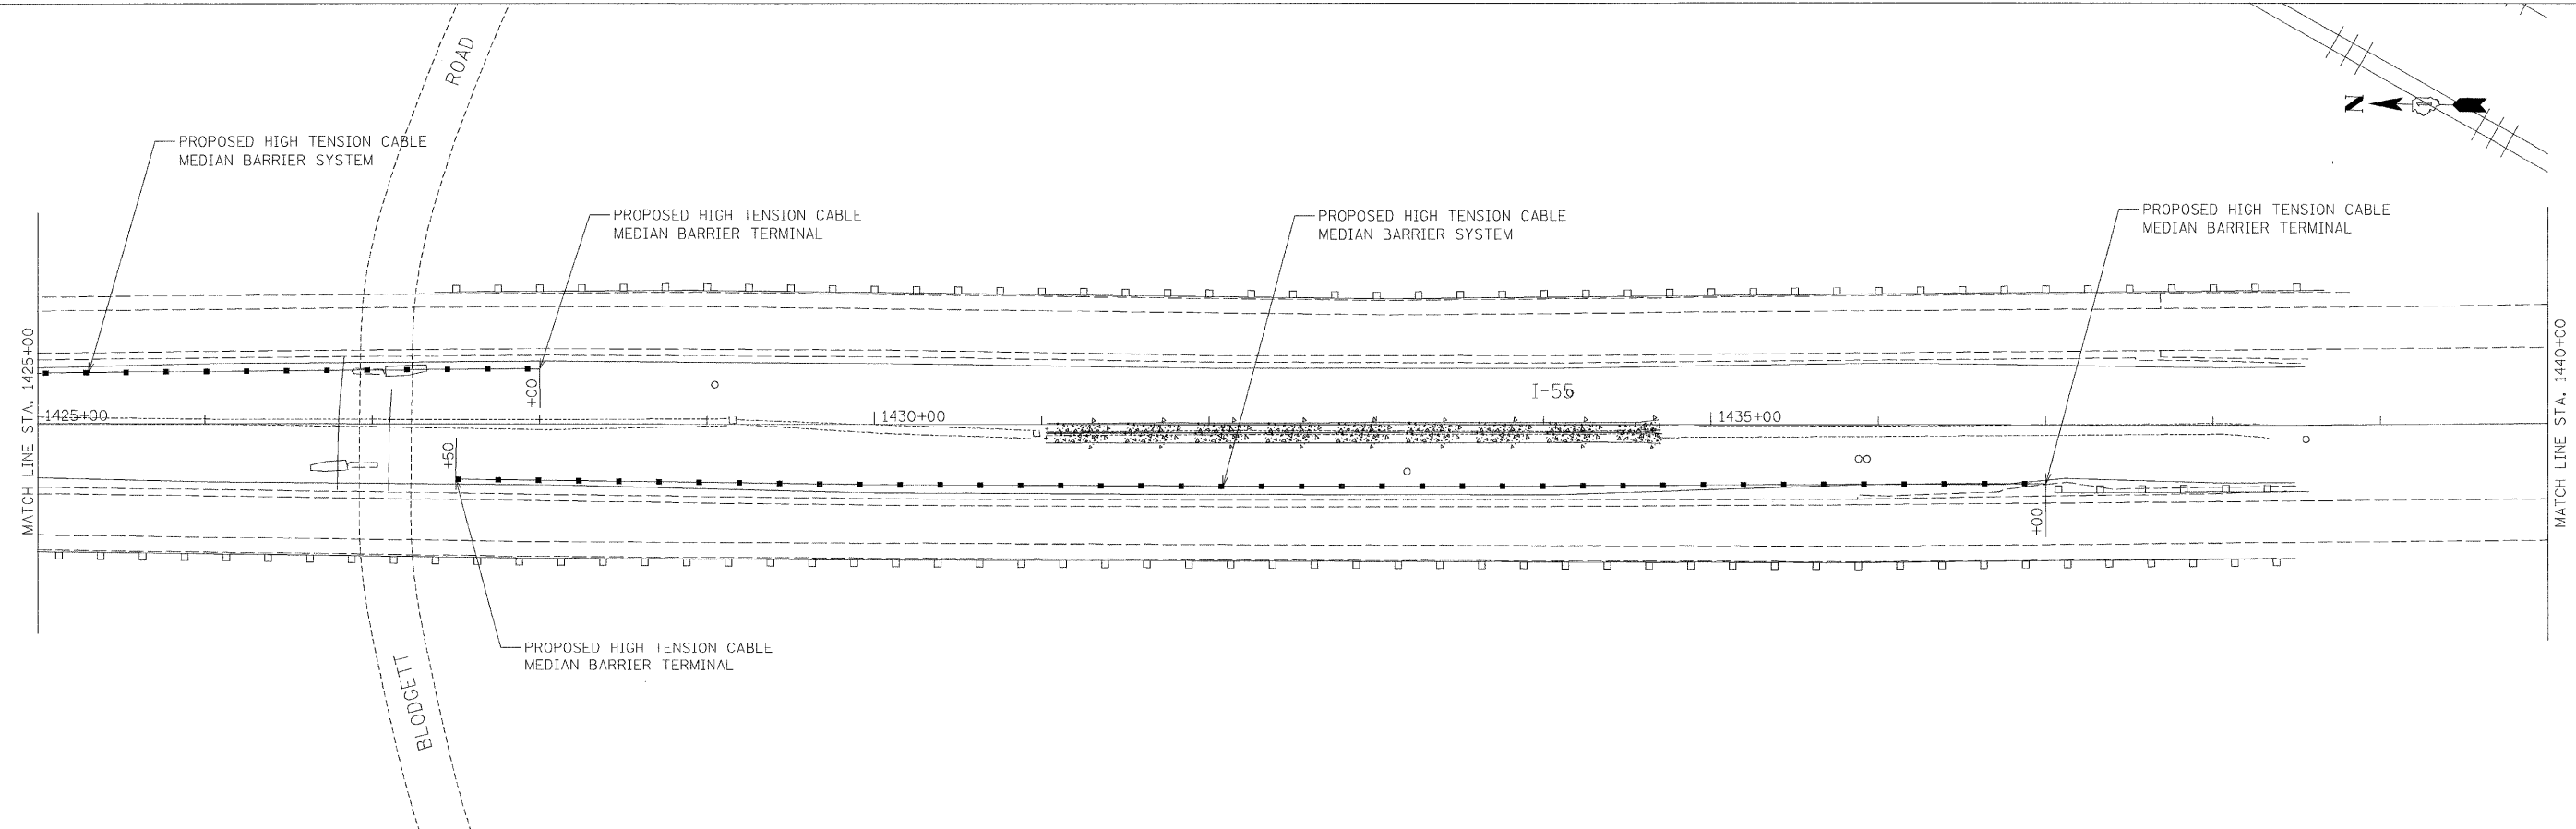 ROAD
N
PROPOSED HIGH TENSION CABLE
MEDIAN BARRIER SYSTEM
PROPOSED HIGH TENSION CABLE
MEDIAN BARRIER TERMINAL
PROPOSED HIGH TENSION CABLE
MEDIAN BARRIER SYSTEM
PROPOSED HIGH TENSION CABLE
MEDIAN BARRIER TERMINAL
MATCH LINE STA. 1425+00
MATCH LINE STA. 1440+00
+00
I-55
1425+00
1430+00
1435+00
+50
+00
PROPOSED HIGH TENSION CABLE
MEDIAN BARRIER TERMINAL
BLODGETT